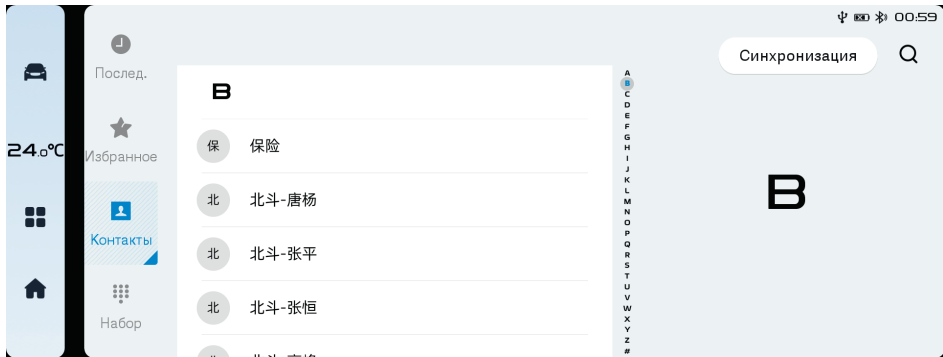 00:59
Синхронизация
24.0°C
Послед.
Избранное
Контакты
Набор
B
保 保险
北 北斗-唐杨
北 北斗-张平
北 北斗-张恒
A
B
C
D
E
F
G
H
I
J
K
L
M
N
O
P
Q
R
S
T
U
V
W
X
Y
Z
#
B